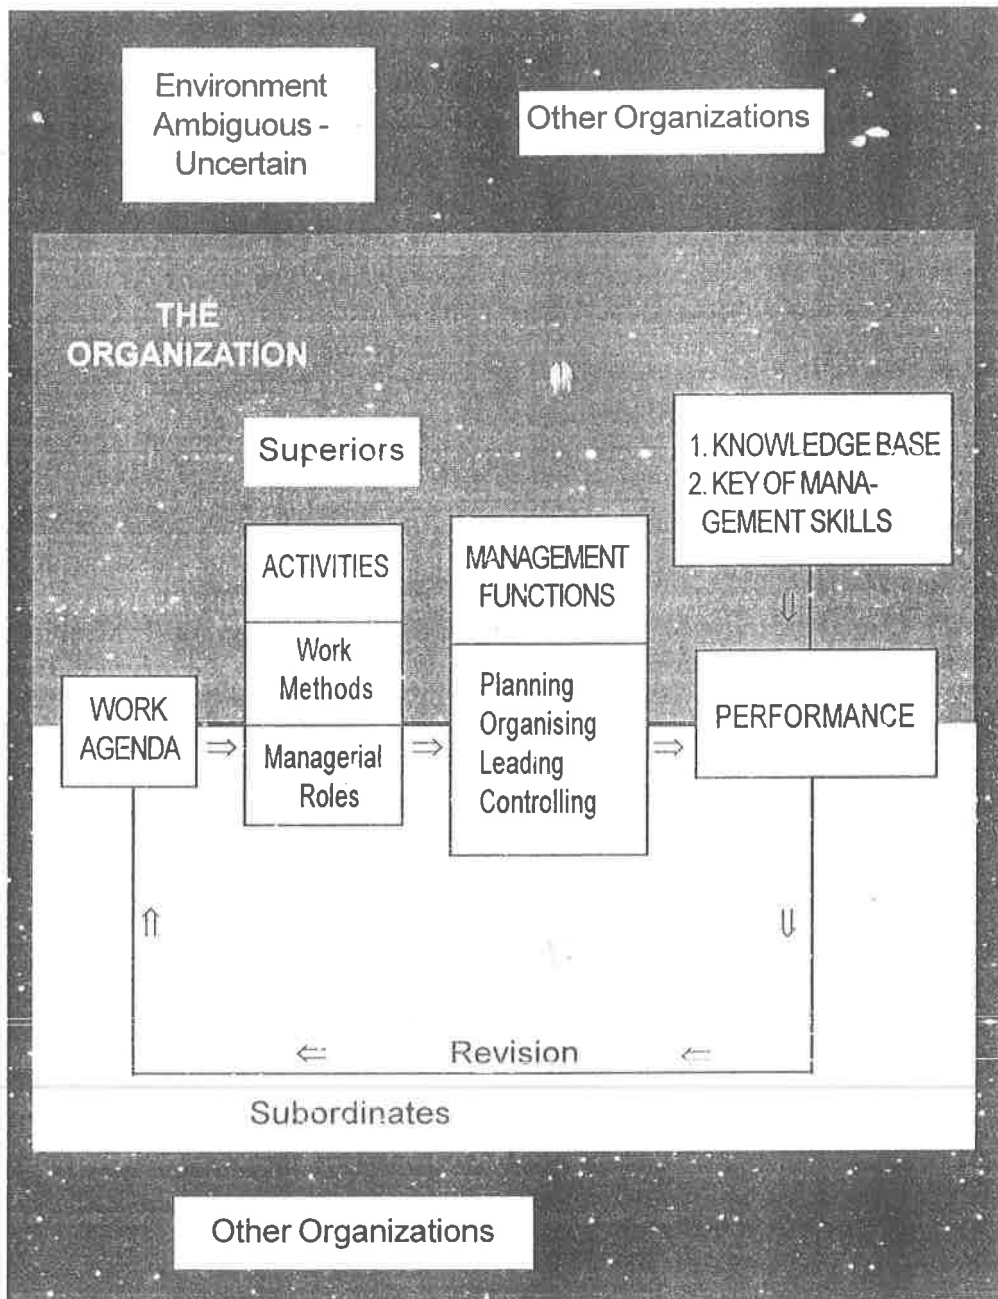 Environment
Ambiguous -
Uncertain
Other Organizations
THE
ORGANIZATION
Superiors
1. KNOWLEDGE BASE
2. KEY OF MANA-
GEMENT SKILLS
ACTIVITIES
Work
Methods
Managerial
Roles
MANAGEMENT
FUNCTIONS
Planning
Organising
Leading
Controlling
WORK
AGENDA
PERFORMANCE
Revision
Subordinates
Other Organizations